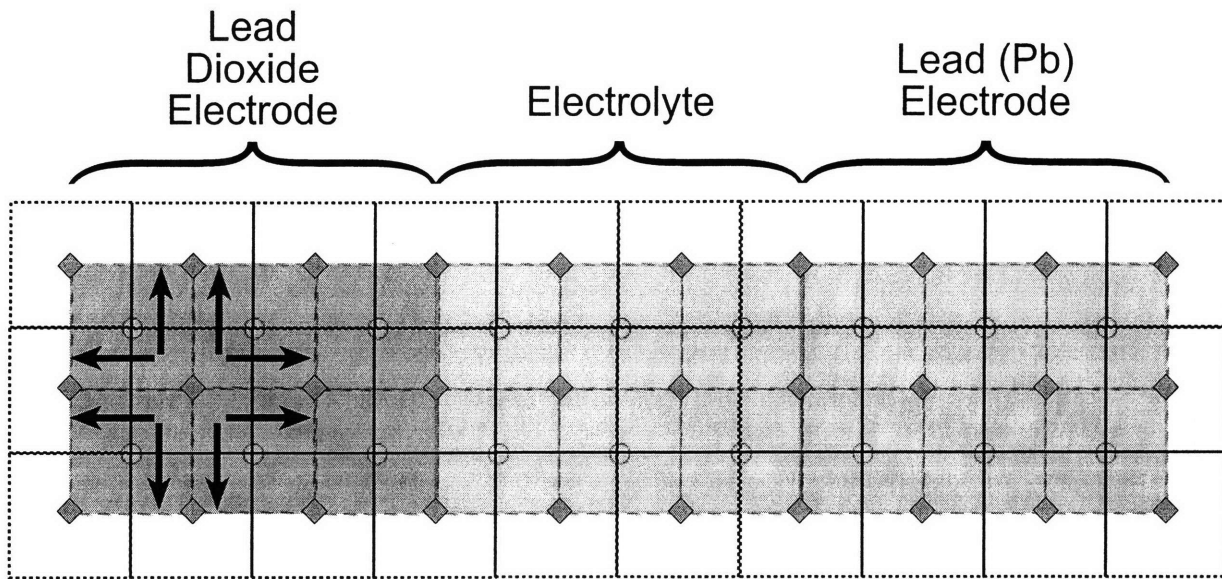 Lead
Dioxide
Electrode
Electrolyte
Lead (Pb)
Electrode